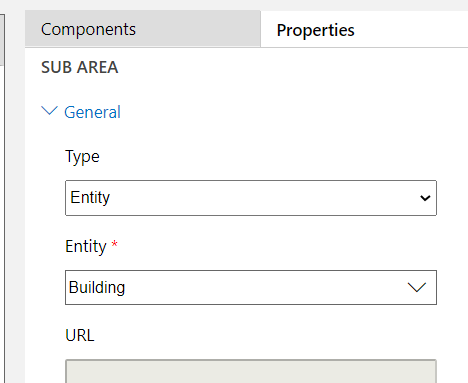 Components
Properties
SUB AREA
General
Type
Entity
Entity *
Building
URL